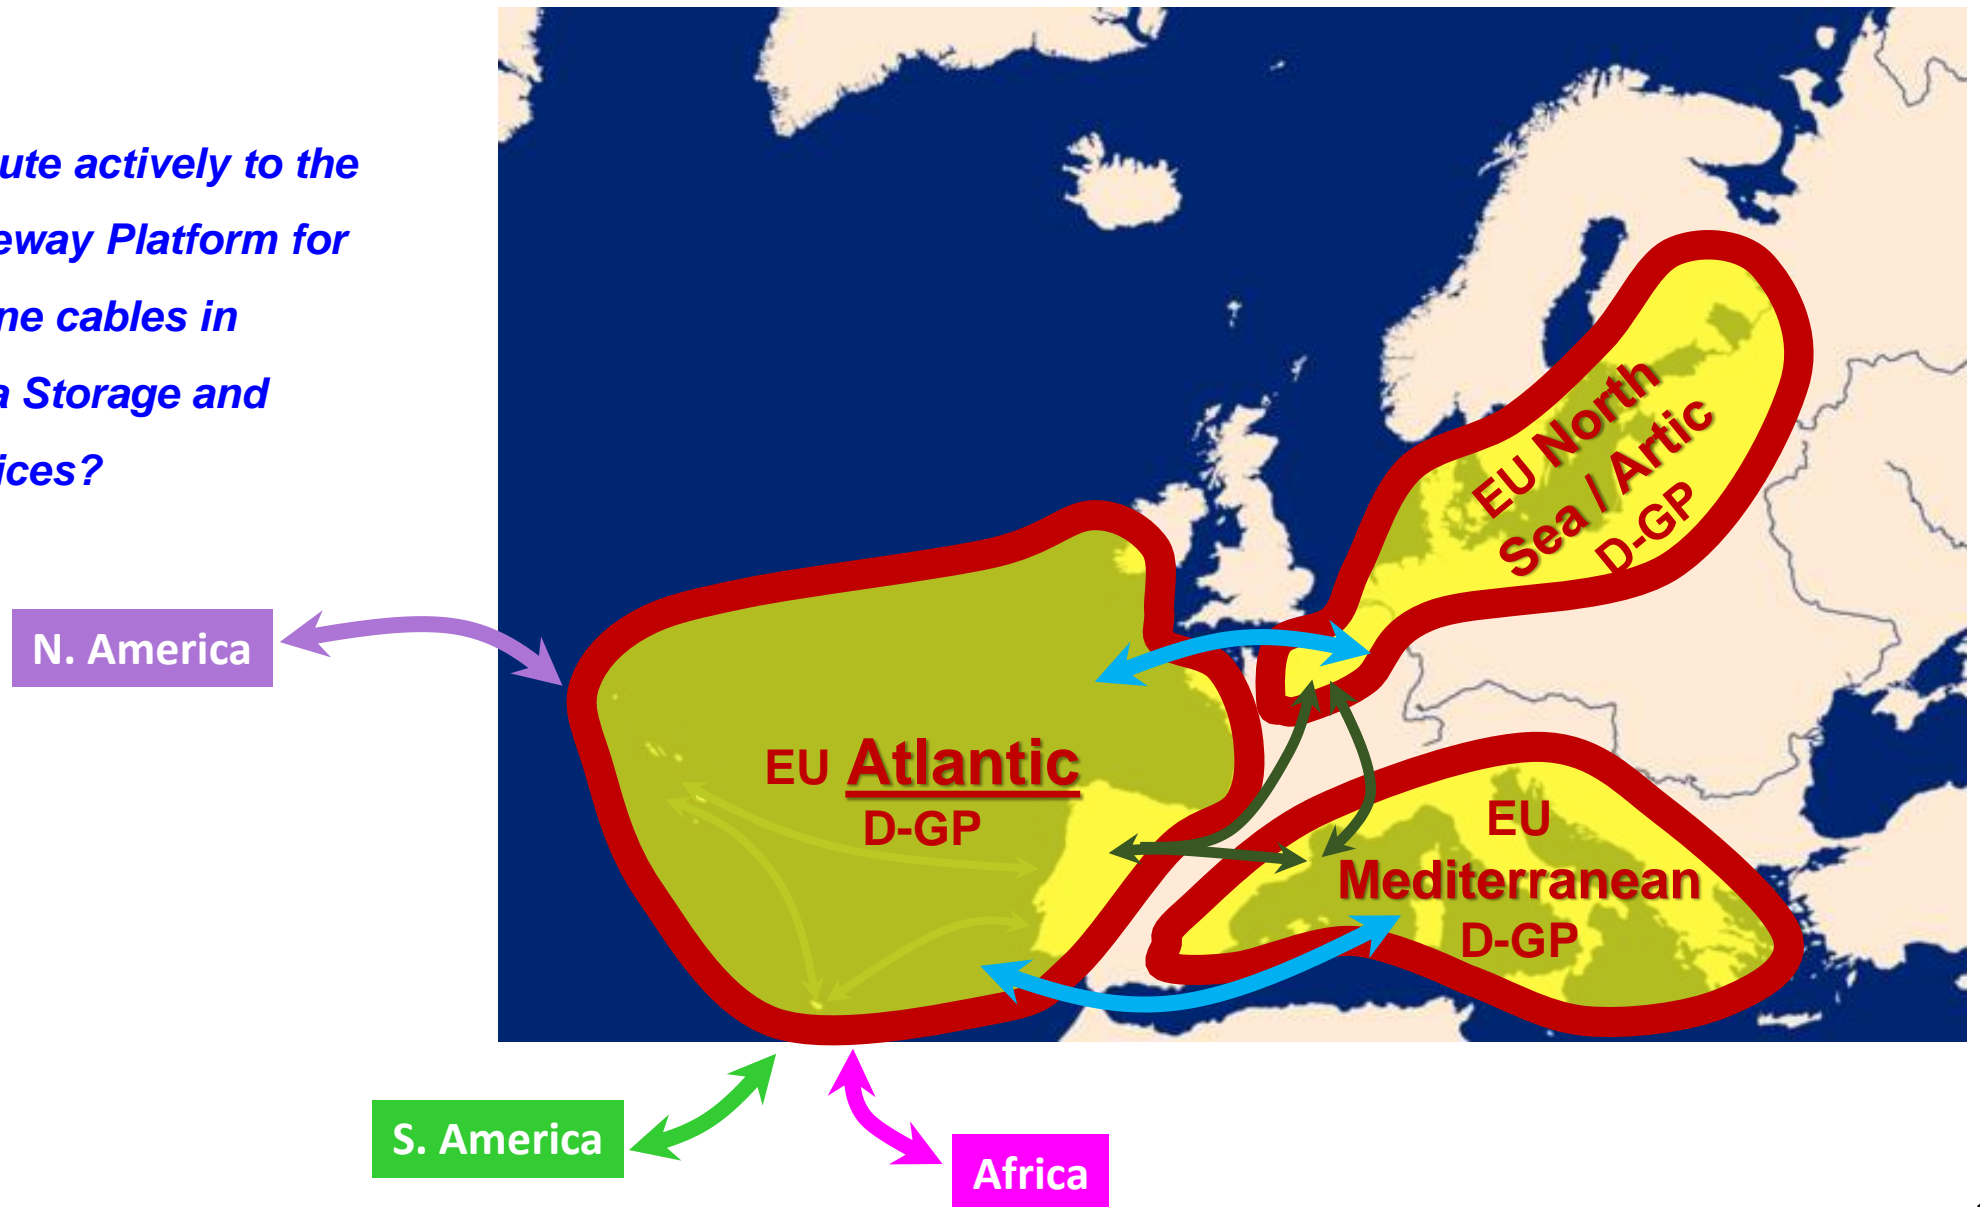 ute actively to the
eway Platform for
ne cables in
a Storage and
ices?
N. America
EU Atlantic
D-GP
EU North
Sea / Artic
D-GP
EU
Mediterranean
D-GP
S. America
Africa